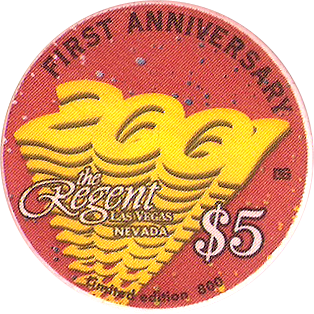 FIRST ANNIVERSARY
2001
the
Regent
LAS VEGAS
NEVADA
$5
Limited edition 800